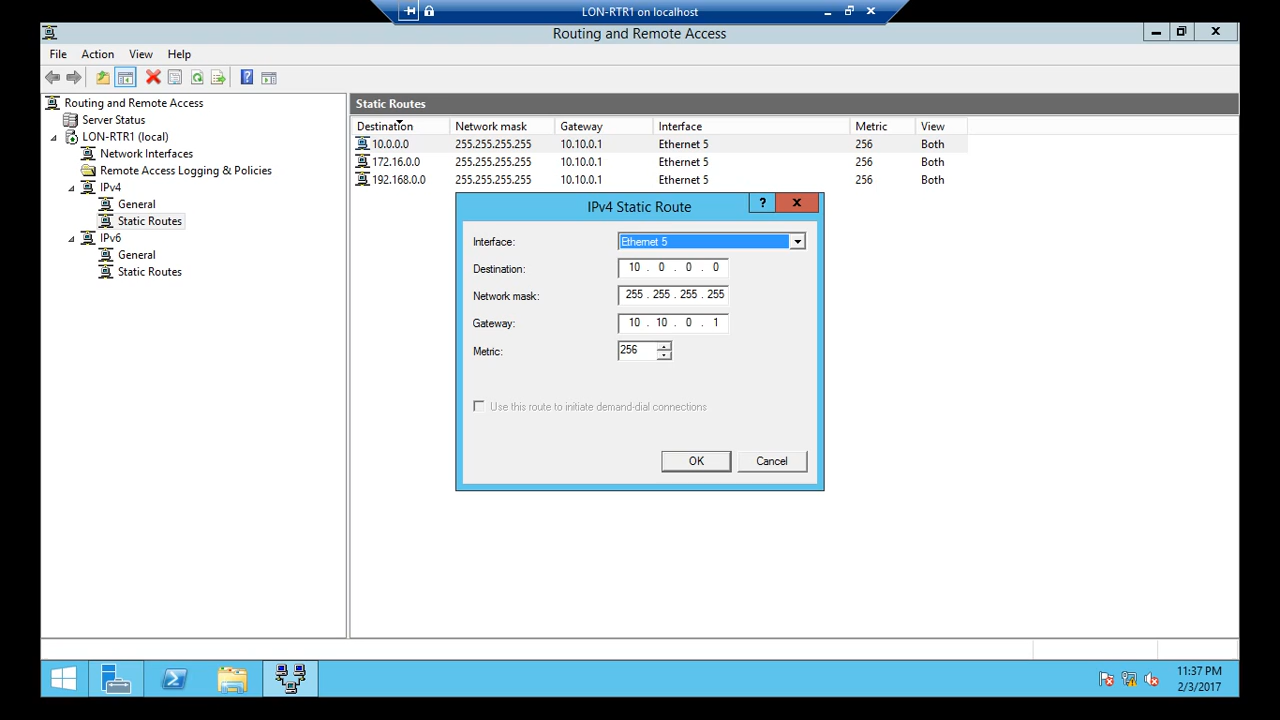 LON-RTR1 on localhost
Routing and Remote Access
File Action View Help
Routing and Remote Access
Server Status
LON-RTR1 (local)
Network Interfaces
Remote Access Logging & Policies
IPv4
General
Static Routes
IPv6
General
Static Routes
Static Routes
Destination Network mask Gateway Interface Metric View
10.0.0.0 255.255.255.255 10.10.0.1 Ethernet 5 256 Both
172.16.0.0 255.255.255.255 10.10.0.1 Ethernet 5 256 Both
192.168.0.0 255.255.255.255 10.10.0.1 Ethernet 5 256 Both
IPv4 Static Route
Interface: Ethernet 5
Destination: 10 . 0 . 0 . 0
Network mask: 255 . 255 . 255 . 255
Gateway: 10 . 10 . 0 . 1
Metric: 256
Use this route to initiate demand-dial connections
OK Cancel
11:37 PM
2/3/2017